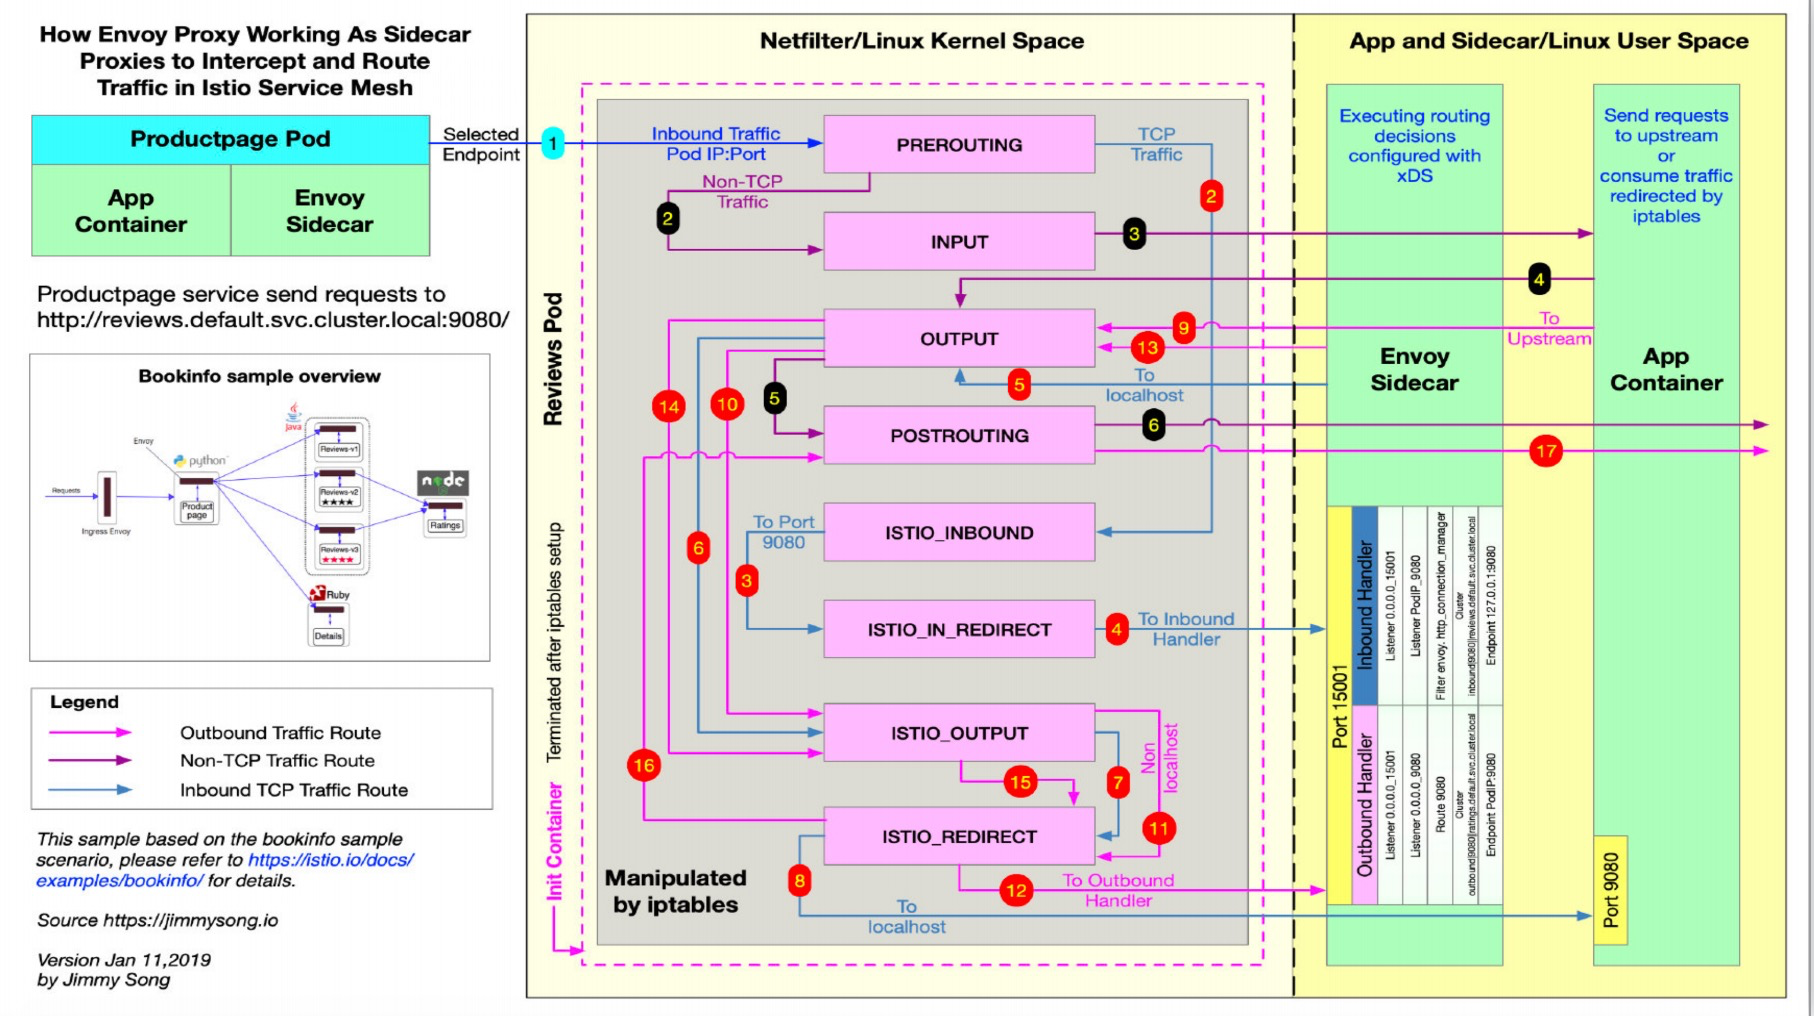 How Envoy Proxy Working As Sidecar
Proxies to Intercept and Route
Traffic in Istio Service Mesh
Productpage Pod
App
Container
Envoy
Sidecar
Selected
Endpoint
1
Productpage service send requests to
http://reviews.default.svc.cluster.local:9080/
Bookinfo sample overview
Java
Envoy
python
Reviews-v1
Requests
Reviews-v2
★★★★
node
Product
page
Ingress Envoy
Ratings
Reviews-v3
★★★★
Ruby
Details
Legend
Outbound Traffic Route
Non-TCP Traffic Route
Inbound TCP Traffic Route
This sample based on the bookinfo sample
scenario, please refer to https://istio.io/docs/
examples/bookinfo/ for details.
Source https://jimmysong.io
Version Jan 11,2019
by Jimmy Song
Netfilter/Linux Kernel Space
Reviews Pod
Terminated after iptables setup
Init Container
Inbound Traffic
Pod IP:Port
PREROUTING
TCP
Traffic
Non-TCP
Traffic
2
2
INPUT
3
4
OUTPUT
9
To
Upstream
13
5
To
localhost
14
10
5
POSTROUTING
6
17
To Port
9080
ISTIO_INBOUND
6
3
ISTIO_IN_REDIRECT
4
To Inbound
Handler
ISTIO_OUTPUT
Non
localhost
16
15
7
ISTIO_REDIRECT
11
8
12
To Outbound
Handler
To
localhost
Manipulated
by iptables
App and Sidecar/Linux User Space
Executing routing
decisions
configured with
xDS
Envoy
Sidecar
Send requests
to upstream
or
consume traffic
redirected by
iptables
App
Container
Port 15001
Inbound Handler
Listener 0.0.0.0_15001
Listener PodIP_9080
Filter envoy. http_connection_manager
Cluster
inbound|9080||reviews.default.svc.cluster.local
Endpoint 127.0.0.1:9080
Outbound Handler
Listener 0.0.0.0_15001
Listener 0.0.0.0_9080
Route 9080
Cluster
outbound|9080||ratings.default.svc.cluster.local
Endpoint PodIP:9080
Port 9080